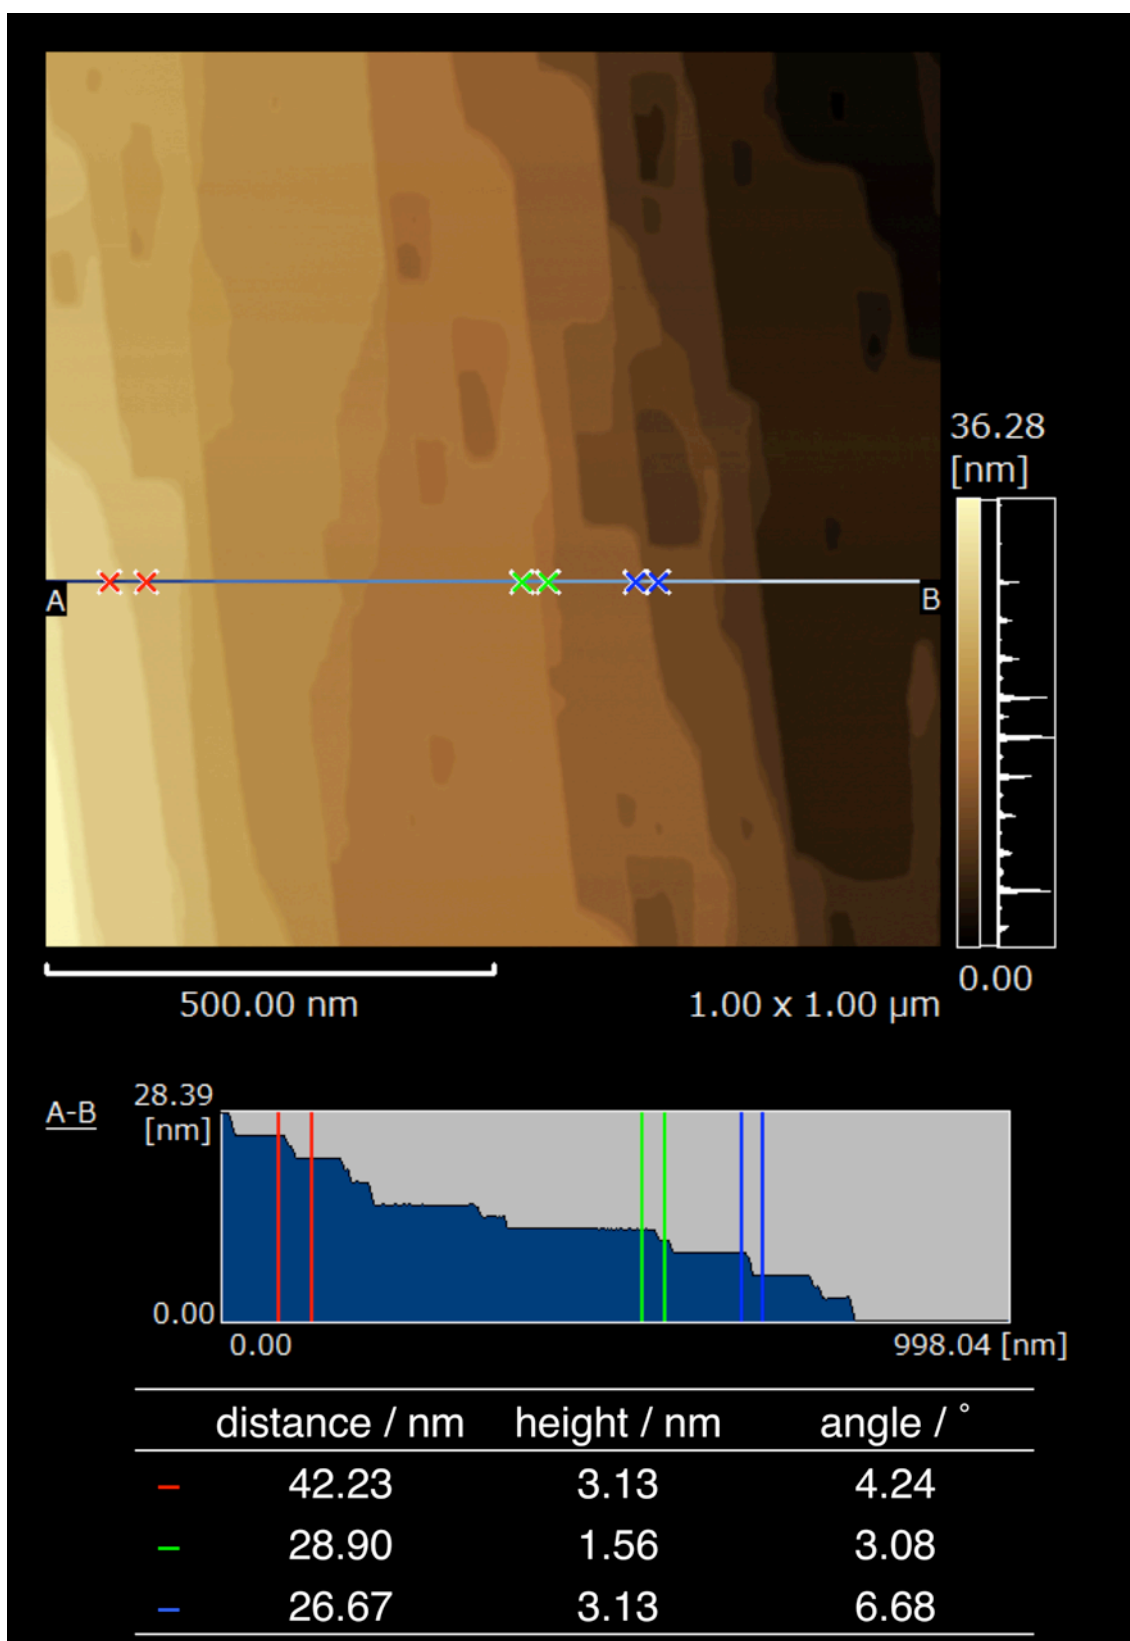 36.28
[nm]
A
B
0.00
500.00 nm
1.00 x 1.00 µm
A-B
28.39
[nm]
0.00
0.00
998.04 [nm]
distance / nm height / nm angle / °
– 42.23 3.13 4.24
– 28.90 1.56 3.08
– 26.67 3.13 6.68